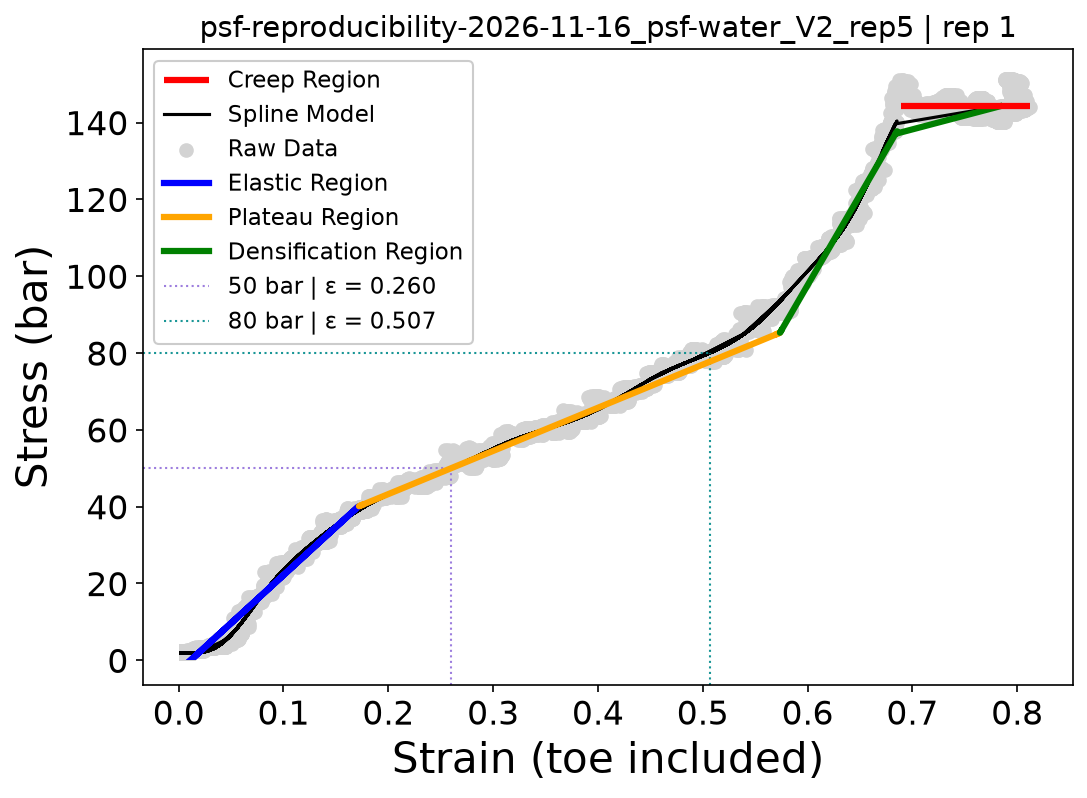 psf-reproducibility-2026-11-16_psf-water_V2_rep5 | rep 1
Creep Region
Spline Model
Raw Data
Elastic Region
Plateau Region
Densification Region
50 bar | ε = 0.260
80 bar | ε = 0.507
Stress (bar)
140
120
100
80
60
40
20
0
0.0 0.1 0.2 0.3 0.4 0.5 0.6 0.7 0.8
Strain (toe included)